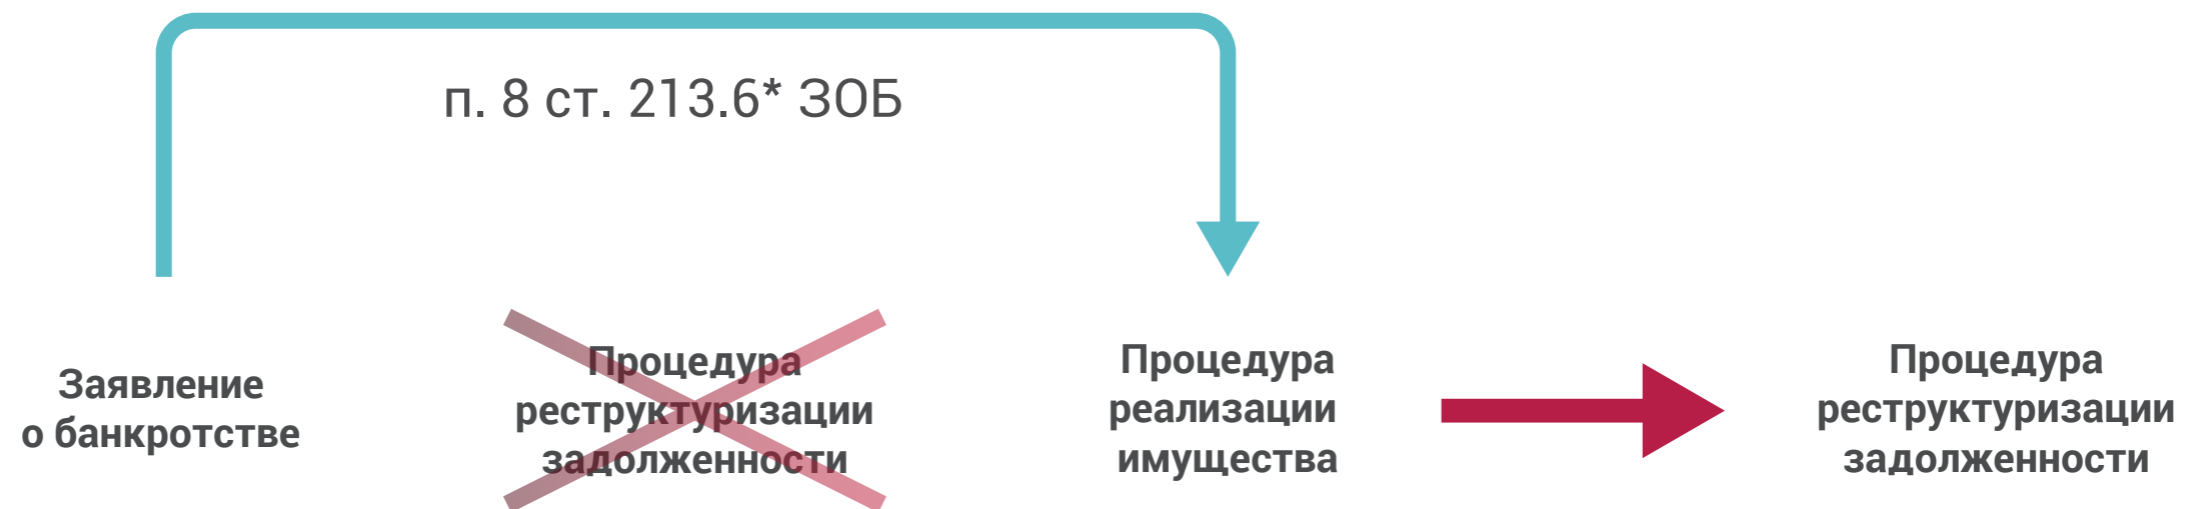 п. 8 ст. 213.6* ЗОБ
Заявление
о банкротстве
Процедура
реструктуризации
задолженности
Процедура
реализации
имущества
Процедура
реструктуризации
задолженности